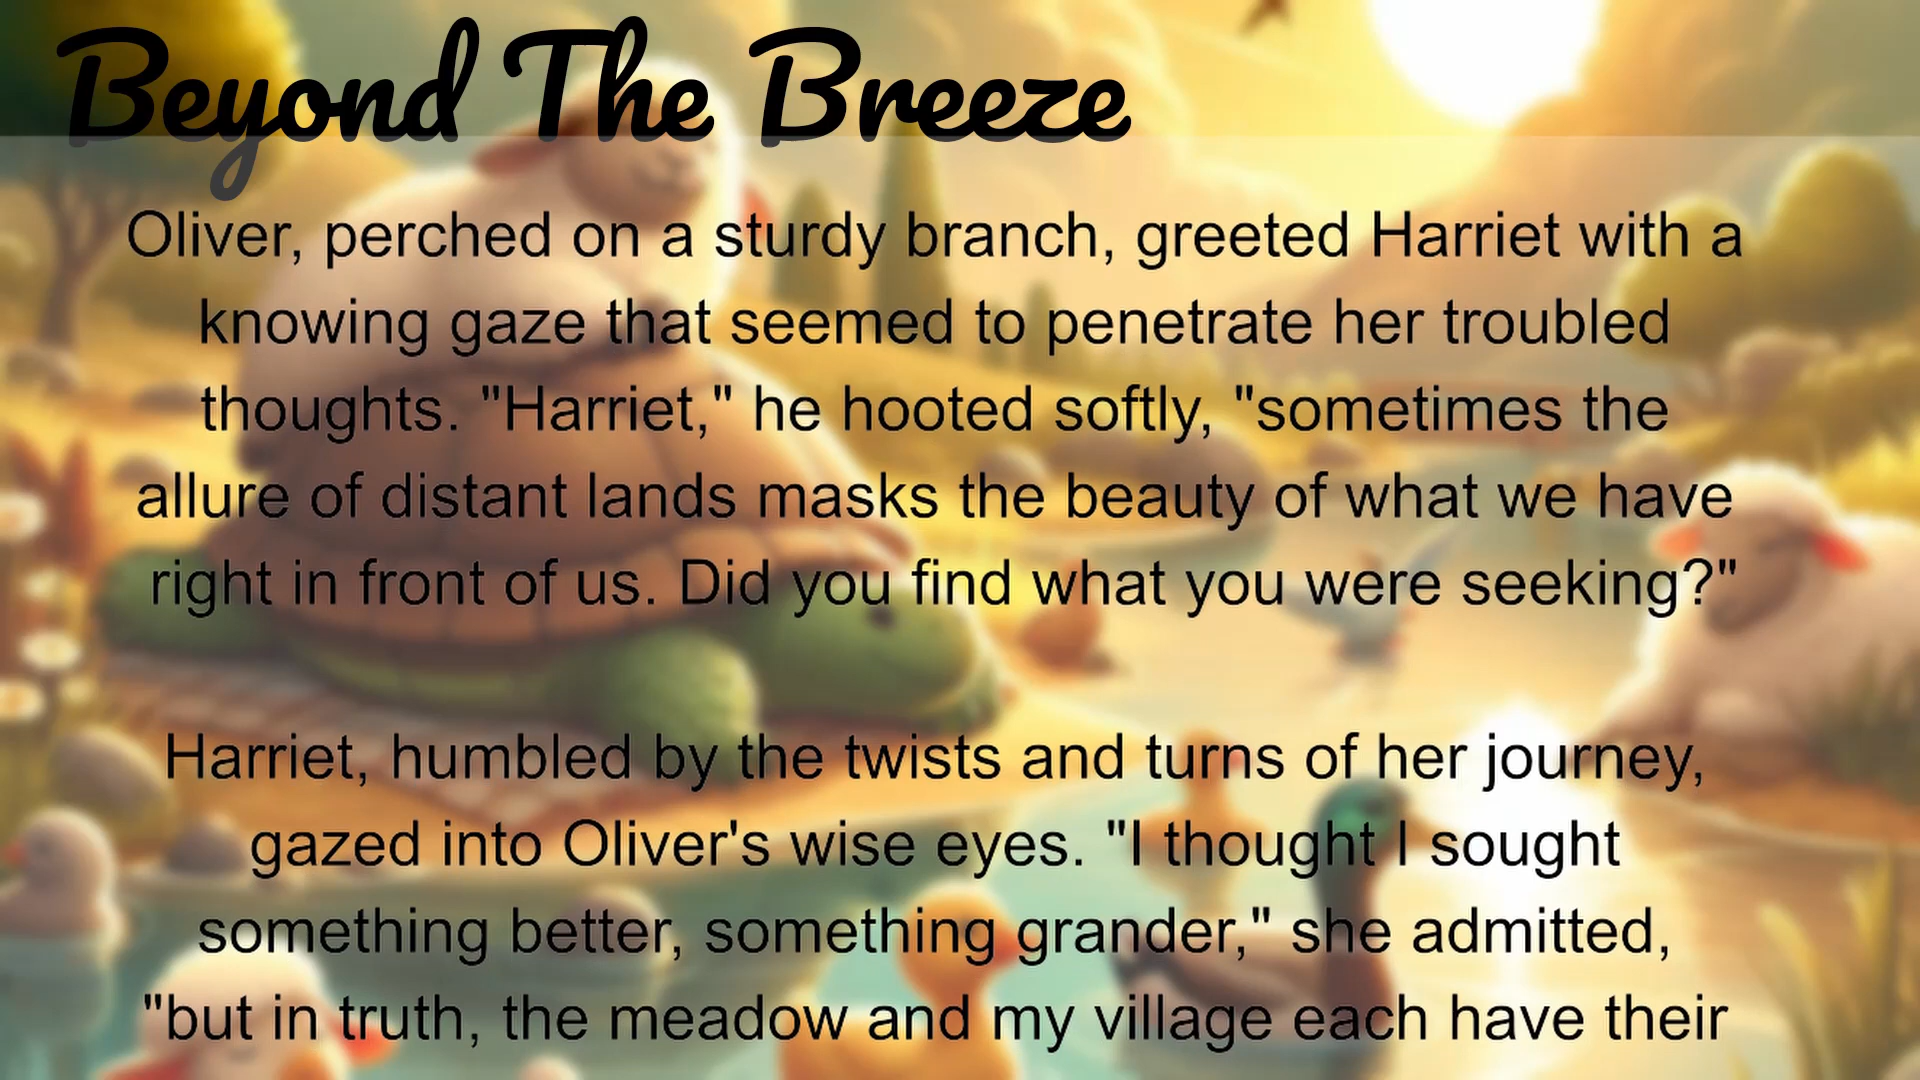 Beyond The Breeze
Oliver, perched on a sturdy branch, greeted Harriet with a
knowing gaze that seemed to penetrate her troubled
thoughts. "Harriet," he hooted softly, "sometimes the
allure of distant lands masks the beauty of what we have
right in front of us. Did you find what you were seeking?"
Harriet, humbled by the twists and turns of her journey,
gazed into Oliver's wise eyes. "I thought I sought
something better, something grander," she admitted,
"but in truth, the meadow and my village each have their